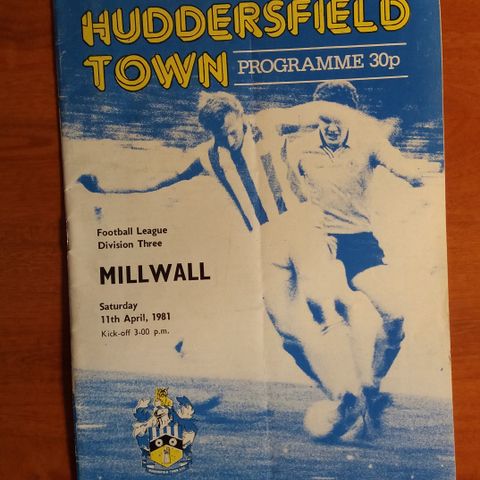 HUDDERSFIELD
TOWN
PROGRAMME 30p
Football League
Division Three
MILLWALL
Saturday
11th April, 1981
Kick-off 3-00 p.m.